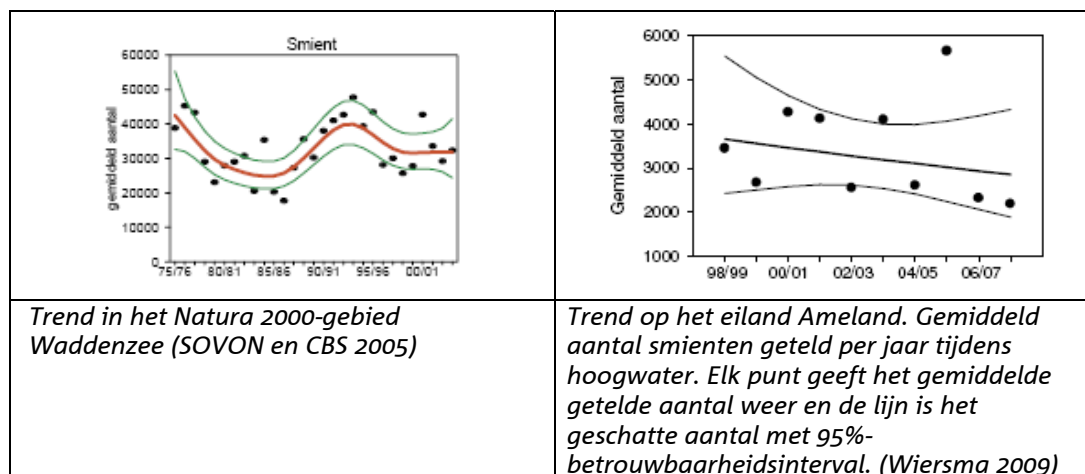 Smient
60000
50000
40000
30000
20000
10000
0
gemiddeld aantal
75/76 80/81 85/86 90/91 95/96 00/01
6000
5000
4000
3000
2000
1000
Gemiddeld aantal
98/99 00/01 02/03 04/05 06/07
Trend in het Natura 2000-gebied
Waddenzee (SOVON en CBS 2005)
Trend op het eiland Ameland. Gemiddeld
aantal smienten geteld per jaar tijdens
hoogwater. Elk punt geeft het gemiddelde
getelde aantal weer en de lijn is het
geschatte aantal met 95%-
betrouwbaarheidsinterval. (Wiersma 2009)